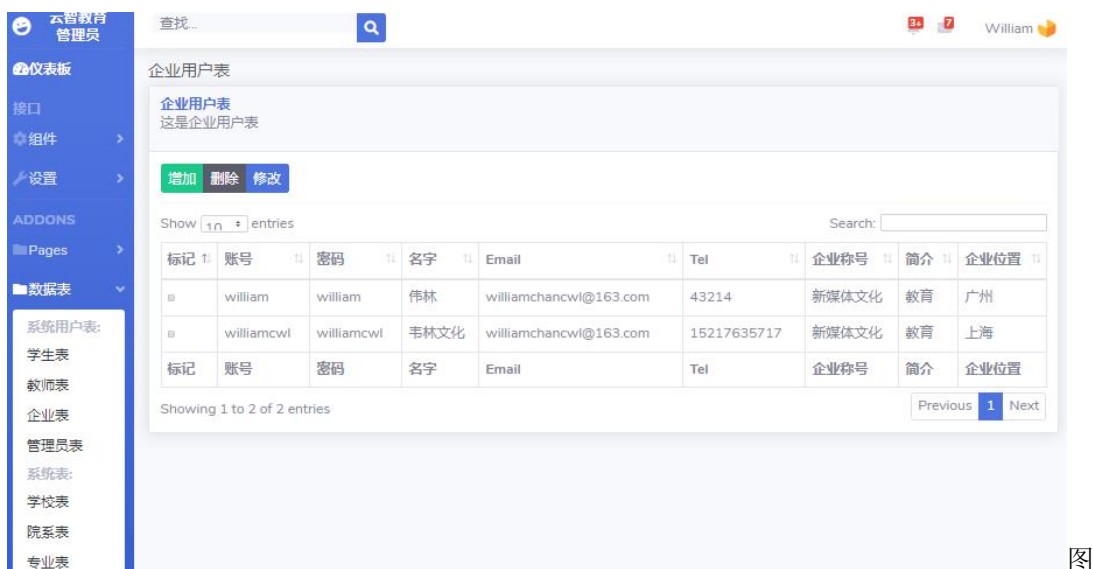 云智教育
管理员
仪表板
接口
组件
设置
ADDONS
Pages
数据表
系统用户表:
学生表
教师表
企业表
管理员表
系统表:
学校表
院系表
专业表
查找...
3+ 7 William
企业用户表
企业用户表
这是企业用户表
增加 删除 修改
Show 10 entries Search:
标记 账号 密码 名字 Email Tel 企业称号 简介 企业位置
william william 伟林 williamchancwl@163.com 43214 新媒体文化 教育 广州
williamcwl williamcwl 韦林文化 williamchancwl@163.com 15217635717 新媒体文化 教育 上海
标记 账号 密码 名字 Email Tel 企业称号 简介 企业位置
Showing 1 to 2 of 2 entries Previous 1 Next
图